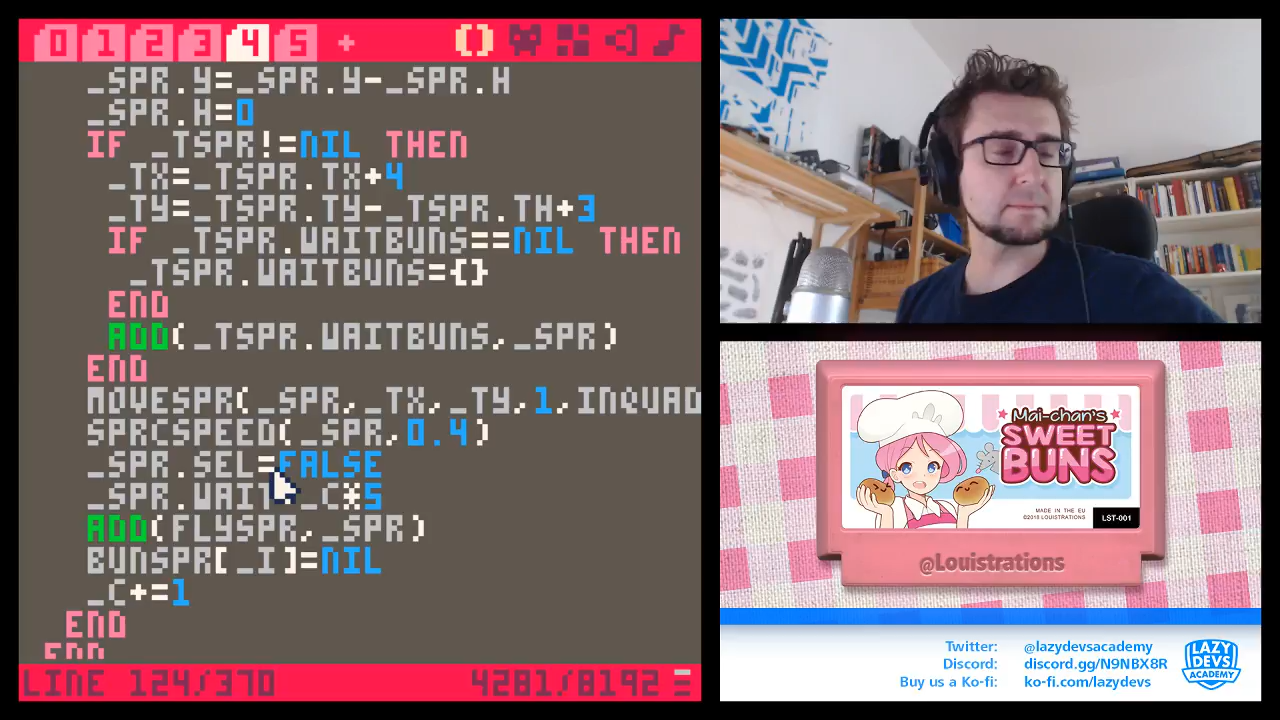 0 1 2 3 4 5 +
_SPR.Y=_SPR.Y-_SPR.H
_SPR.H=0
IF _TSPR!=NIL THEN
_TX=_TSPR.TX+4
_TY=_TSPR.TY-_TSPR.TH+3
IF _TSPR.WAITBUNS==NIL THEN
_TSPR.WAITBUNS={}
END
ADD(_TSPR.WAITBUNS,_SPR)
END
MOVESPR(_SPR,_TX,_TY,1,INQUAD
SPRCSPEED(_SPR,0.4)
_SPR.SEL=FALSE
_SPR.WAIT _C*5
ADD(FLYSPR,_SPR)
BUNSPR[_I]=NIL
_C+=1
END
END
LINE 124/370 4281/8192
Mai-chan's
SWEET
BUNS
MADE IN THE EU
©2019 LOUISTRATIONS
LST-001
@Louistrations
Twitter: @lazydevsacademy
Discord: discord.gg/N9NBX8R
Buy us a Ko-fi: ko-fi.com/lazydevs
LAZY
DEVS
ACADEMY